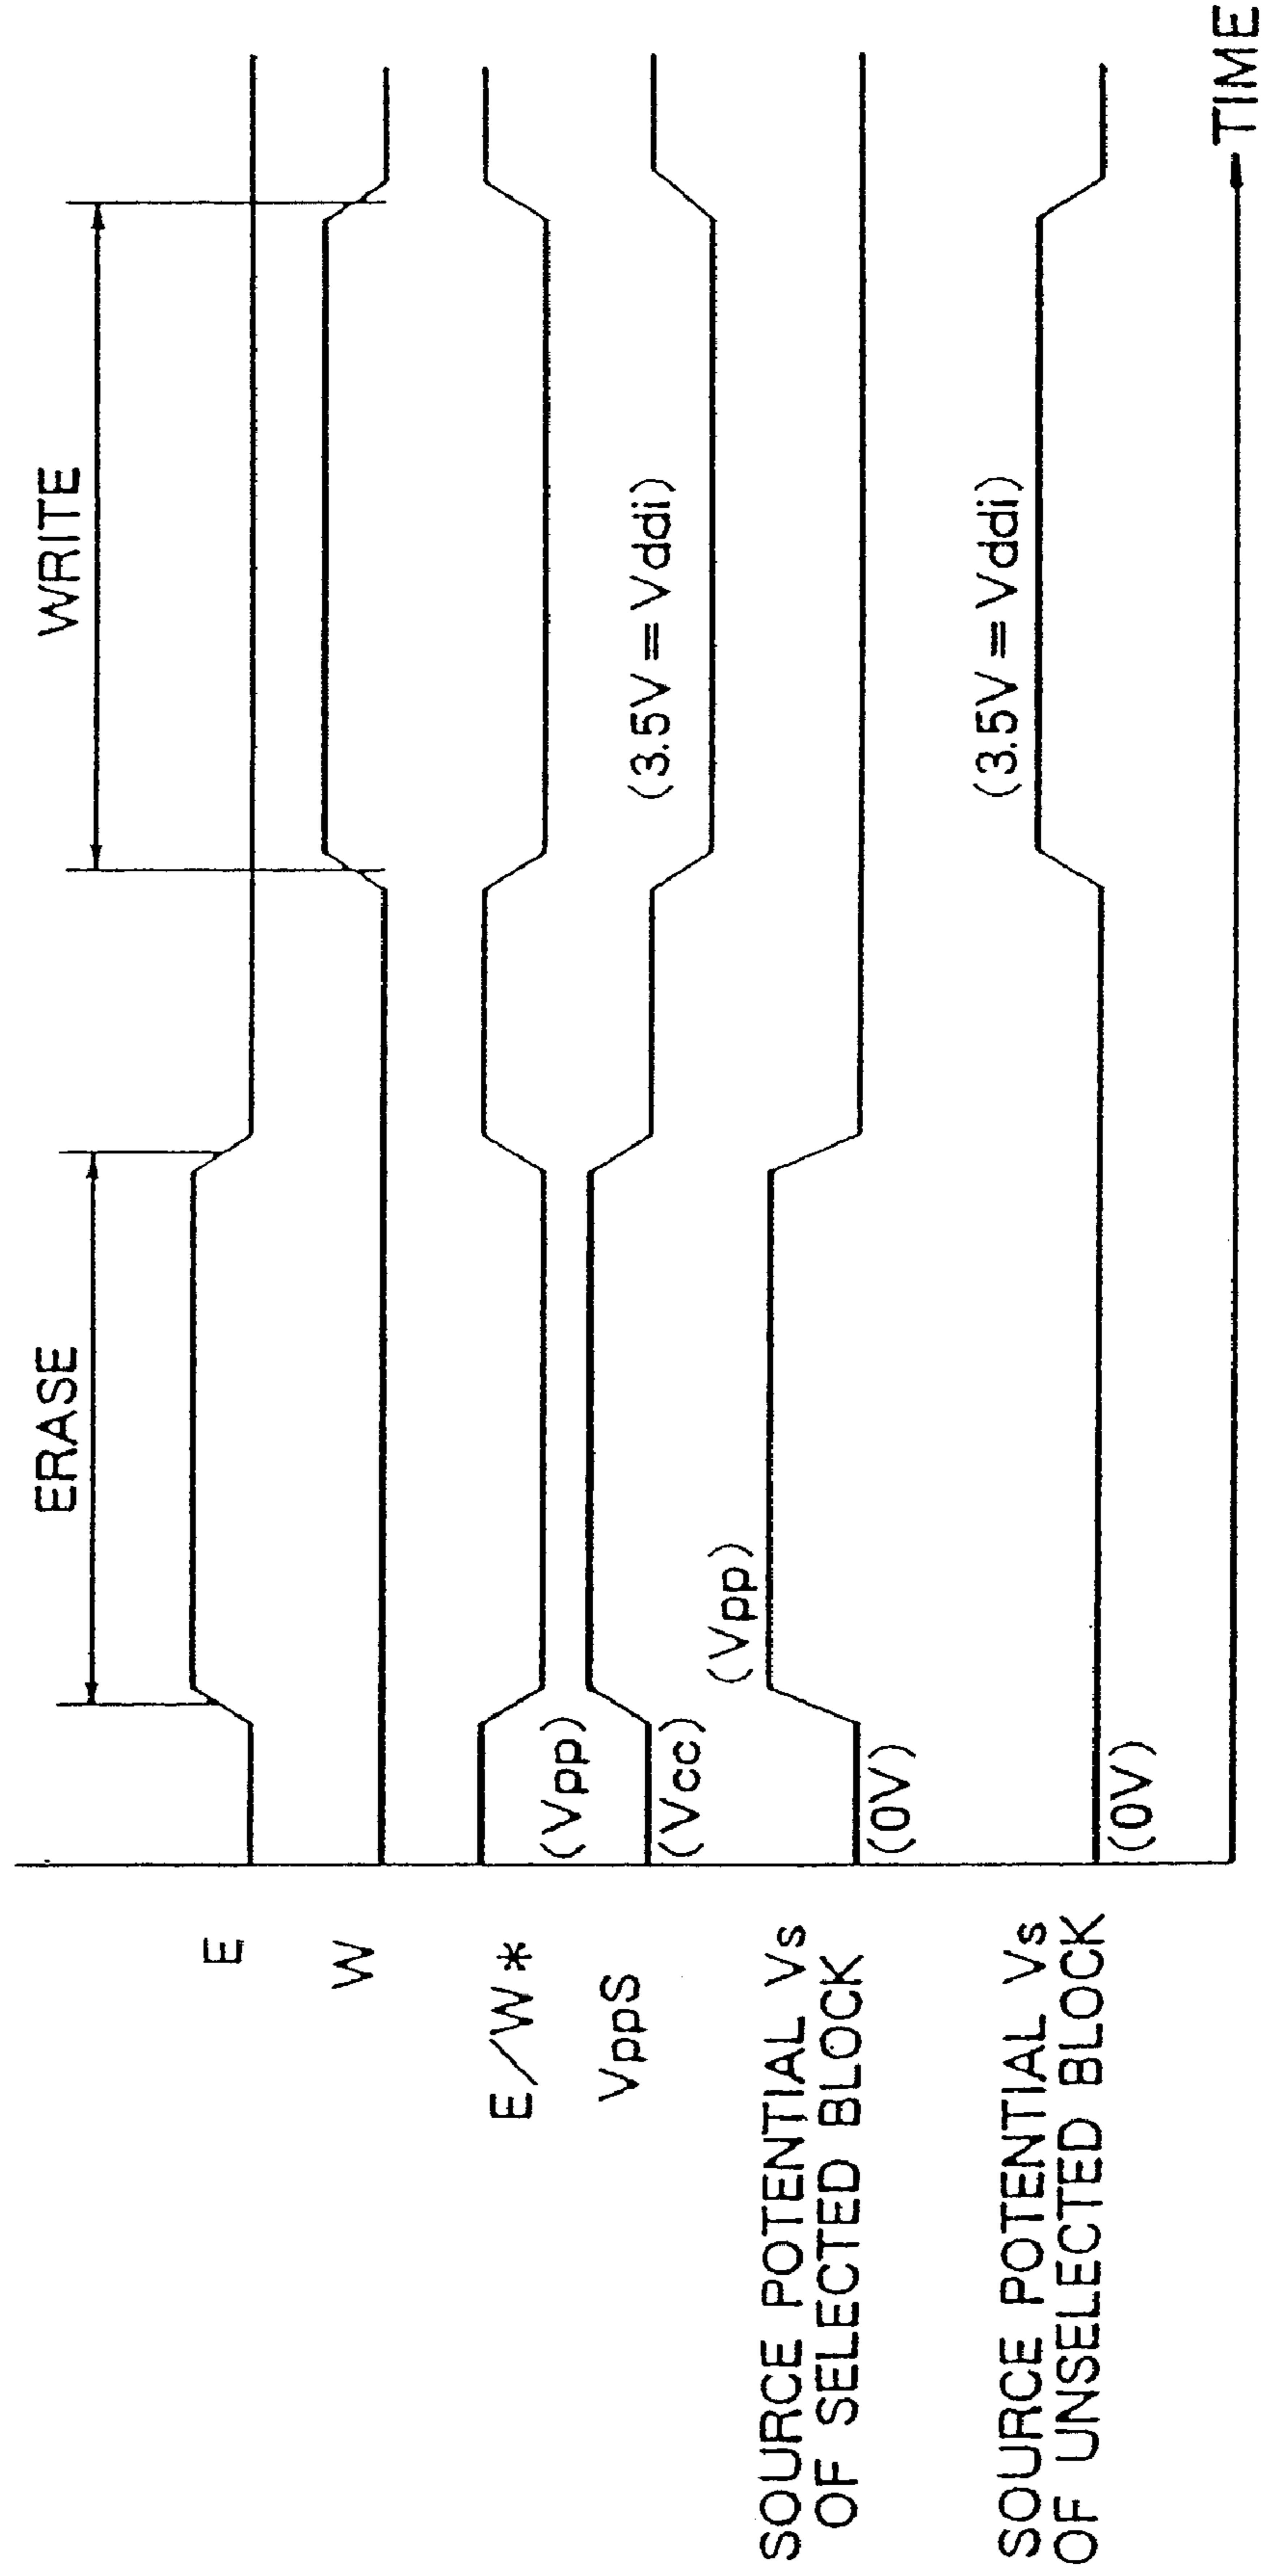 ERASE
WRITE
E
W
E/W*
(Vpp)
VppS
(Vcc)
(3.5V=Vddi)
(Vpp)
SOURCE POTENTIAL Vs
OF SELECTED BLOCK
(0V)
(3.5V=Vddi)
SOURCE POTENTIAL Vs
OF UNSELECTED BLOCK
(0V)
TIME